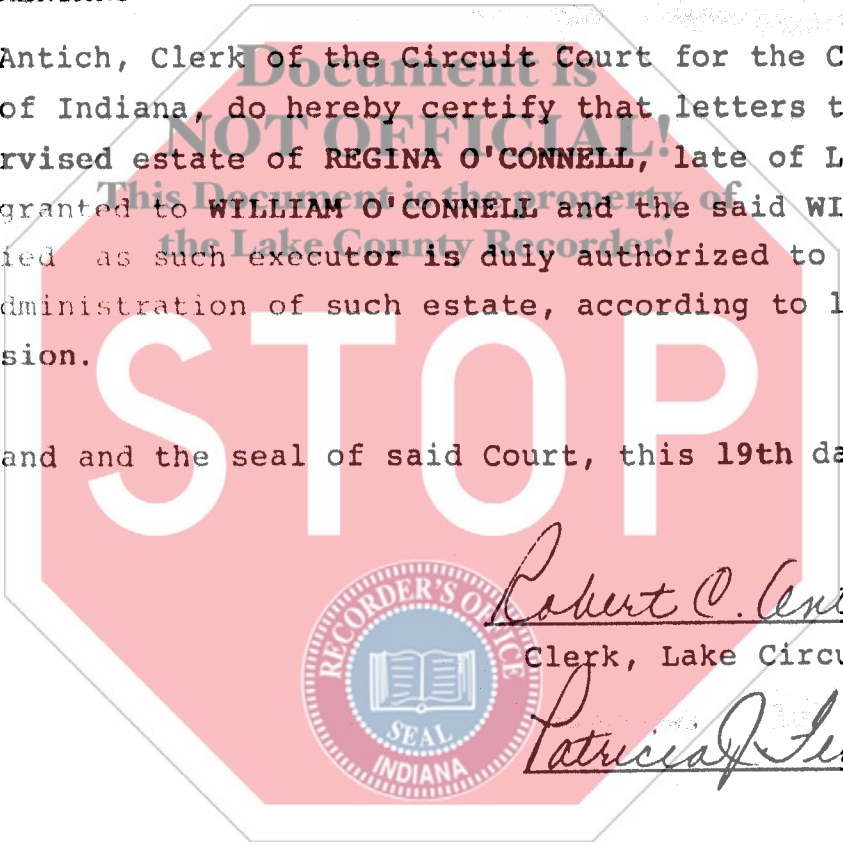 Antich, Clerk of the Circuit Court for the C
of Indiana, do hereby certify that letters t
rvised estate of REGINA O'CONNELL, late of L
granted to WILLIAM O'CONNELL and the said WI
ied as such executor is duly authorized to
dministration of such estate, according to l
sion.
and and the seal of said Court, this 19th da
Document is
NOT OFFICIAL!
This Document is the property of
the Lake County Recorder!
STOP
Robert C. Ant
Clerk, Lake Circu
RECORDER'S OFFICE
SEAL
INDIANA
Patricia J